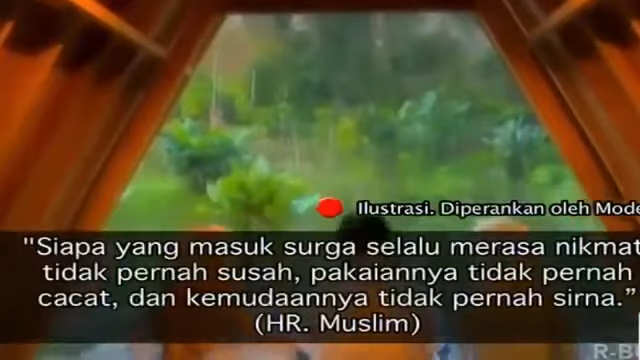 Ilustrasi. Diperankan oleh Mode
"Siapa yang masuk surga selalu merasa nikmat
tidak pernah susah, pakaiannya tidak pernah
cacat, dan kemudaannya tidak pernah sirna.”
(HR. Muslim)